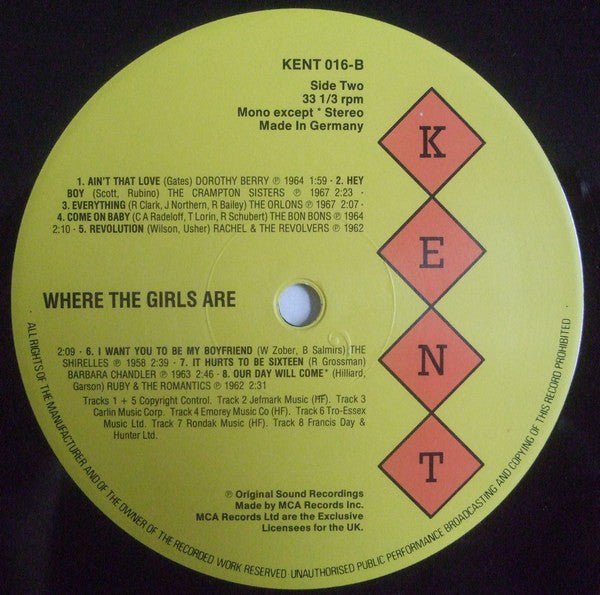 KENT 016-B
Side Two
33 1/3 rpm
Mono except * Stereo
Made In Germany
K
E
N
T
1. AIN'T THAT LOVE (Gates) DOROTHY BERRY ℗ 1964 1:59 · 2. HEY
BOY (Scott, Rubino) THE CRAMPTON SISTERS ℗ 1967 2:23 ·
3. EVERYTHING (R Clark, J Northern, R Bailey) THE ORLONS ℗ 1967 2:07 ·
4. COME ON BABY (C A Radeloff, T Lorin, R Schubert) THE BON BONS ℗ 1964
2:10 · 5. REVOLUTION (Wilson, Usher) RACHEL & THE REVOLVERS ℗ 1962
WHERE THE GIRLS ARE
2:09 · 6. I WANT YOU TO BE MY BOYFRIEND (W Zober, B Salmirs) THE
SHIRELLES ℗ 1958 2:39 · 7. IT HURTS TO BE SIXTEEN (R Grossman)
BARBARA CHANDLER ℗ 1963 2:46 · 8. OUR DAY WILL COME* (Hilliard,
Garson) RUBY & THE ROMANTICS ℗ 1962 2:31
Tracks 1 + 5 Copyright Control. Track 2 Jefmark Music (HF). Track 3
Carlin Music Corp. Track 4 Emorey Music Co (HF). Track 6 Tro-Essex
Music Ltd. Track 7 Rondak Music (HF). Track 8 Francis Day &
Hunter Ltd.
℗ Original Sound Recordings
Made by MCA Records Inc.
MCA Records Ltd are the Exclusive
Licensees for the UK.
· ALL RIGHTS OF THE MANUFACTURER AND OF THE OWNER OF THE RECORDED WORK RESERVED · UNAUTHORISED PUBLIC PERFORMANCE BROADCASTING AND COPYING OF THIS RECORD PROHIBITED ·